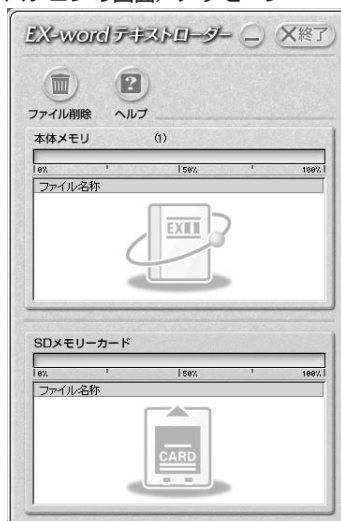 EX-word テキストローダー
×終了
ファイル削除 ヘルプ
本体メモリ (1)
0% 50% 100%
ファイル名称
EX
SDメモリーカード
0% 50% 100%
ファイル名称
CARD